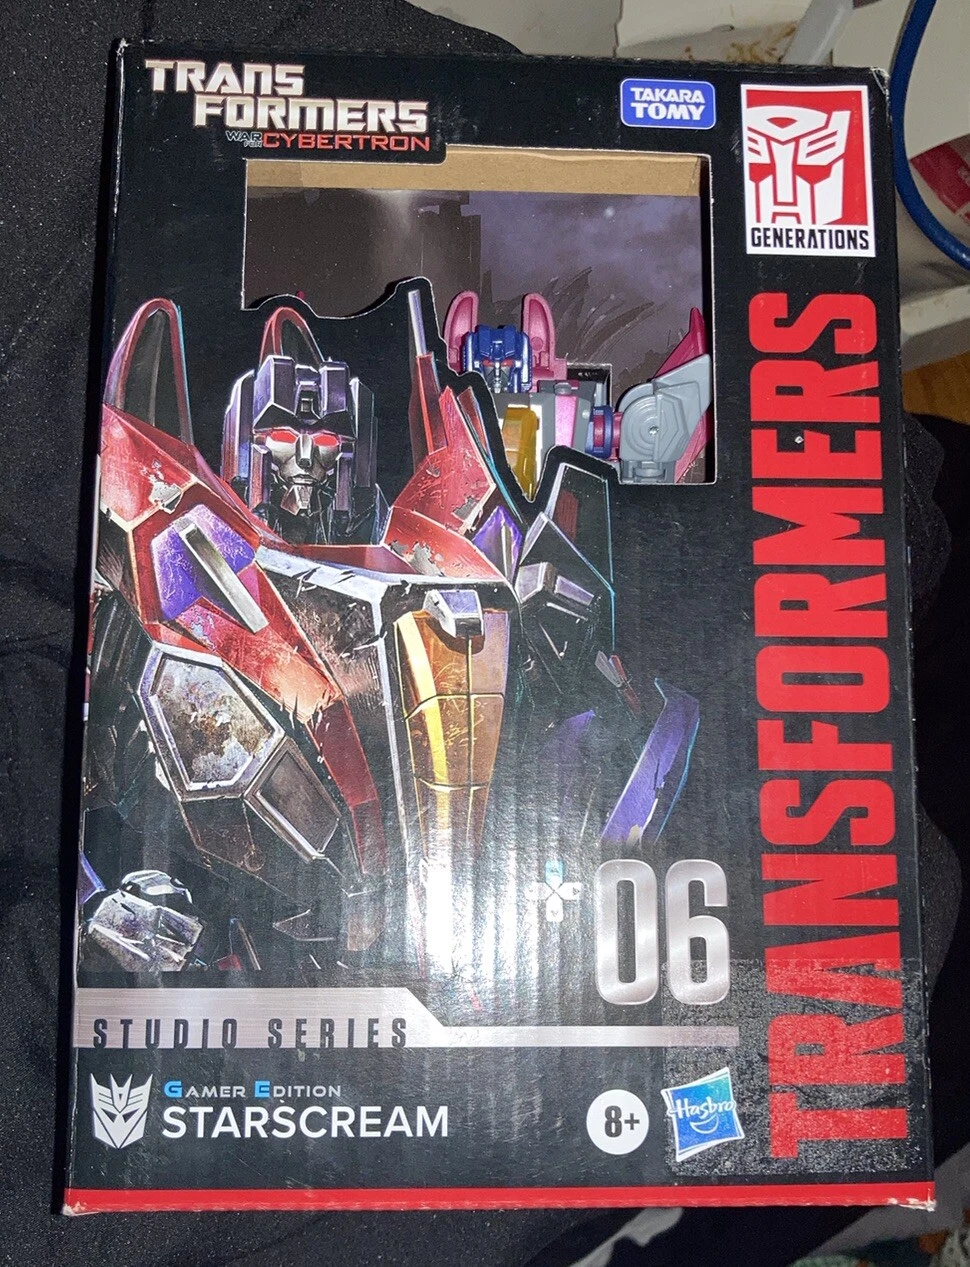 TRANS
FORMERS
WAR FOR CYBERTRON
TAKARA
TOMY
GENERATIONS
TRANSFORMERS
06
STUDIO SERIES
GAMER EDITION
STARSCREAM
8+
Hasbro